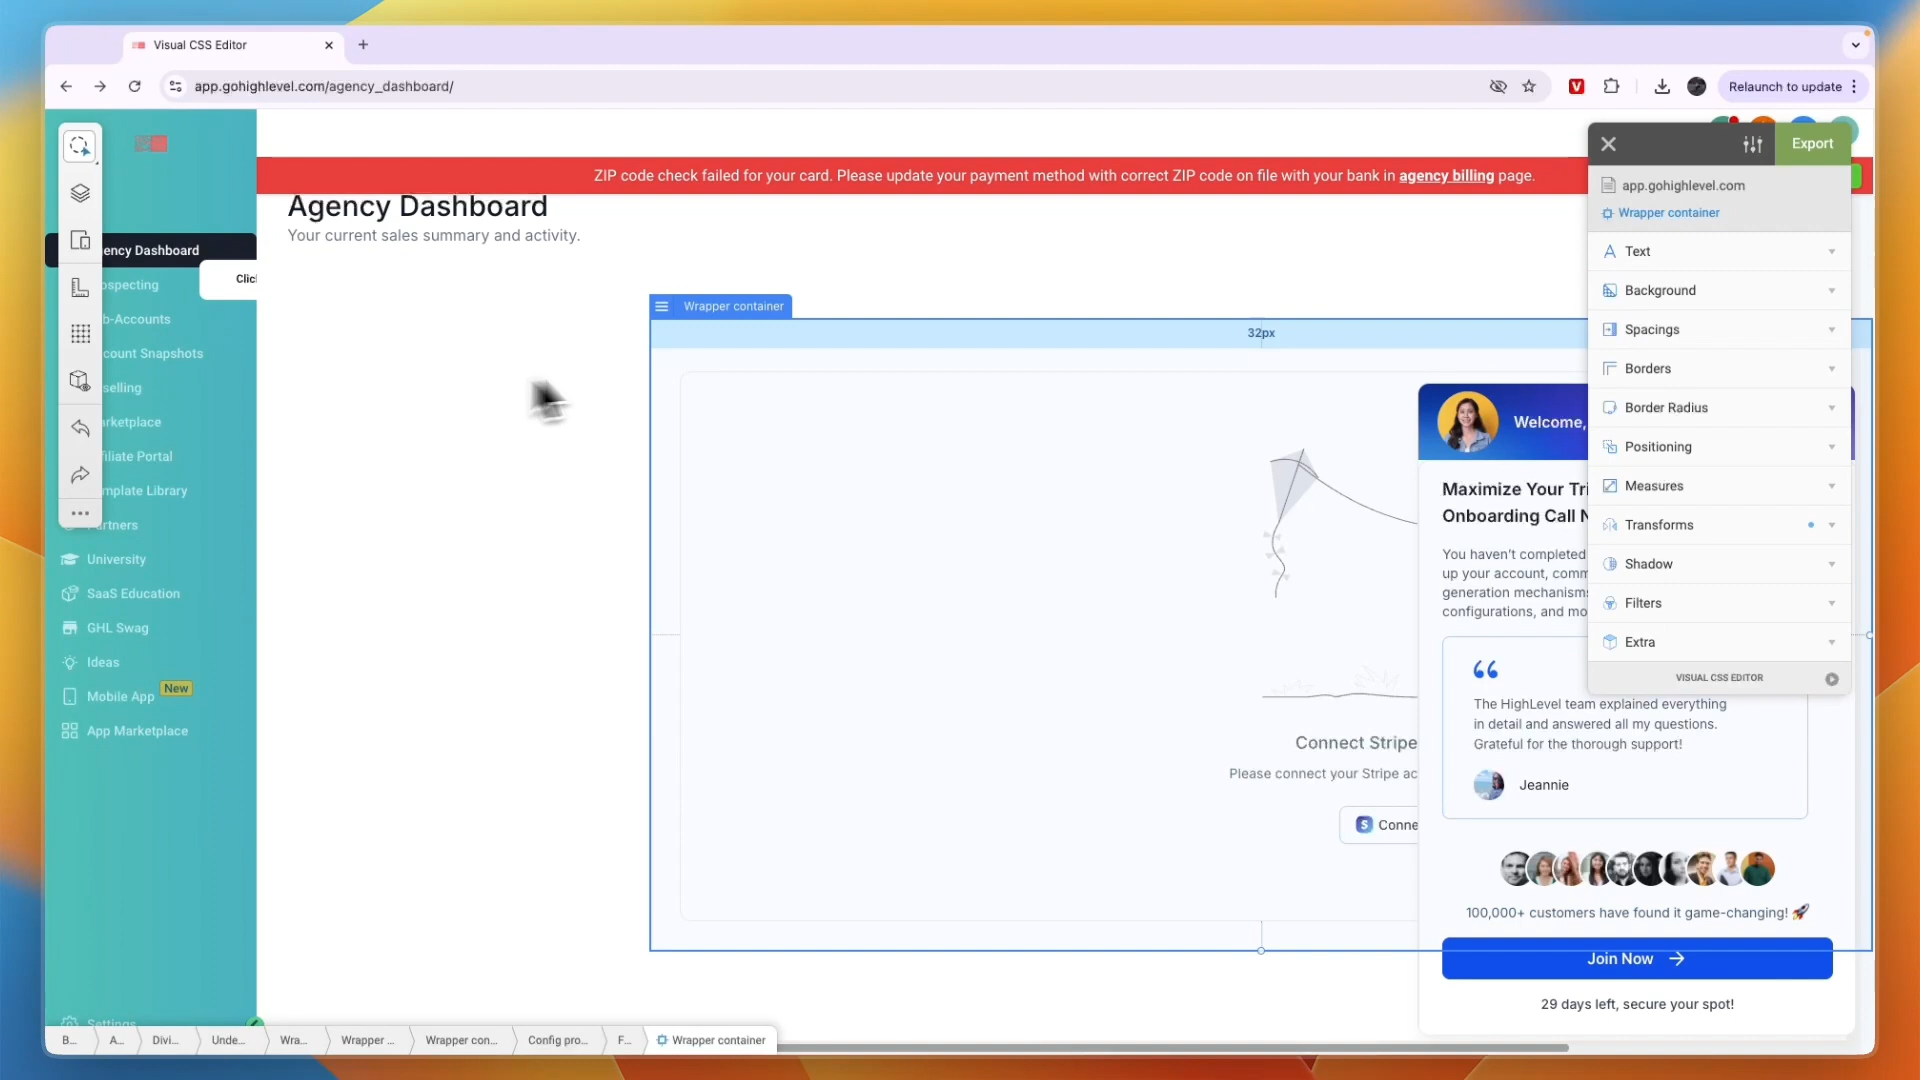 Visual CSS Editor
app.gohighlevel.com/agency_dashboard/
Relaunch to update
Export
ZIP code check failed for your card. Please update your payment method with correct ZIP code on file with your bank in agency billing page.
app.gohighlevel.com
Wrapper container
Agency Dashboard
Your current sales summary and activity.
ency Dashboard
Clic
ospecting
b-Accounts
count Snapshots
selling
arketplace
filiate Portal
mplate Library
artners
University
SaaS Education
GHL Swag
Ideas
Mobile App New
App Marketplace
Settings
Wrapper container
32px
Connect Stripe
Please connect your Stripe ac
S Conne
Welcome,
Maximize Your Tri
Onboarding Call N
You haven't completed
up your account, comm
generation mechanisms
configurations, and mo
The HighLevel team explained everything
in detail and answered all my questions.
Grateful for the thorough support!
Jeannie
100,000+ customers have found it game-changing! 🚀
Join Now
29 days left, secure your spot!
Text
Background
Spacings
Borders
Border Radius
Positioning
Measures
Transforms
Shadow
Filters
Extra
VISUAL CSS EDITOR
B... A... Divi... Unde... Wra... Wrapper ... Wrapper con... Config pro... F... Wrapper container